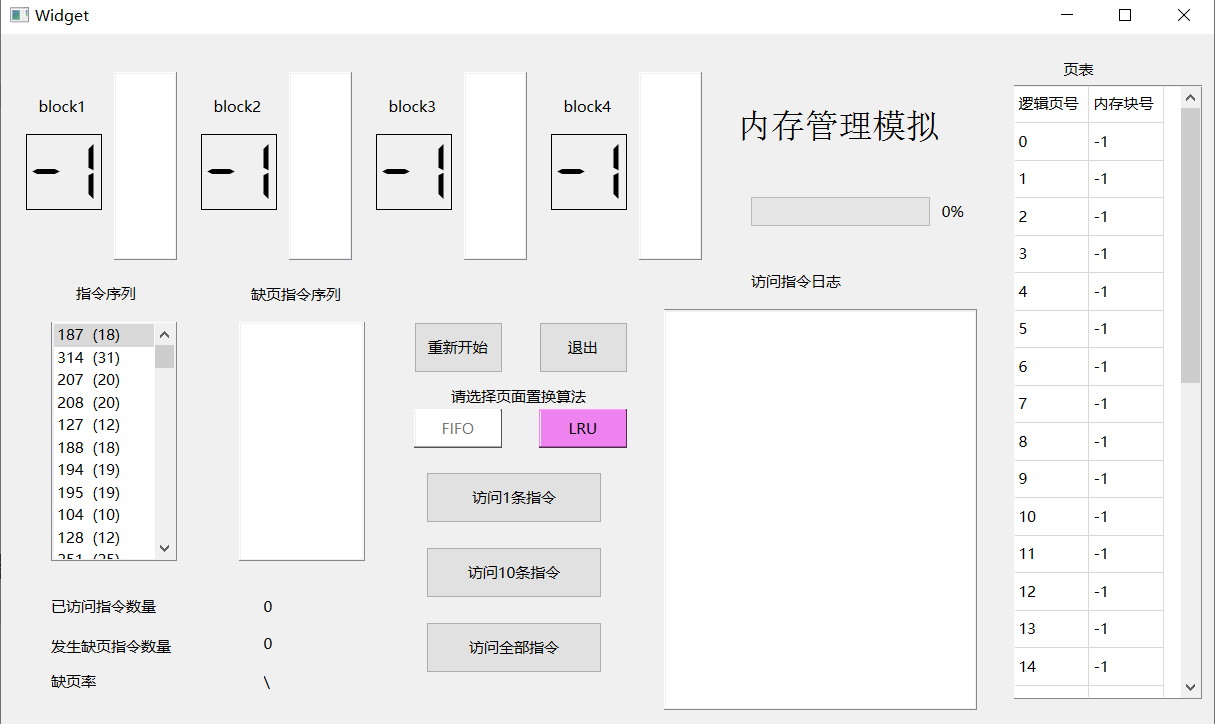 Widget
block1
block2
block3
block4
-1
-1
-1
-1
内存管理模拟
0%
页表
逻辑页号 内存块号
0 -1
1 -1
2 -1
3 -1
4 -1
5 -1
6 -1
7 -1
8 -1
9 -1
10 -1
11 -1
12 -1
13 -1
14 -1
指令序列
187 (18)
314 (31)
207 (20)
208 (20)
127 (12)
188 (18)
194 (19)
195 (19)
104 (10)
128 (12)
251 (25)
缺页指令序列
重新开始
退出
请选择页面置换算法
FIFO
LRU
访问1条指令
访问10条指令
访问全部指令
访问指令日志
已访问指令数量 0
发生缺页指令数量 0
缺页率 \